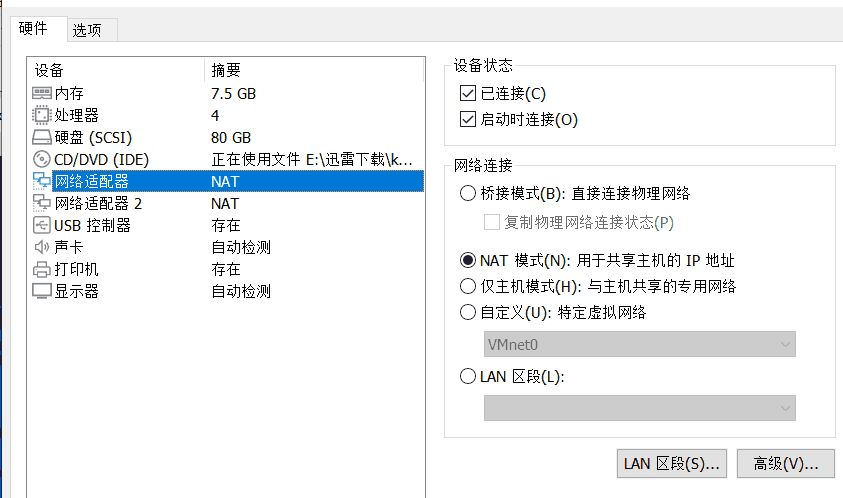 硬件 选项
设备 摘要
内存 7.5 GB
处理器 4
硬盘 (SCSI) 80 GB
CD/DVD (IDE) 正在使用文件 E:\迅雷下载\k...
网络适配器 NAT
网络适配器 2 NAT
USB 控制器 存在
声卡 自动检测
打印机 存在
显示器 自动检测
设备状态
已连接(C)
启动时连接(O)
网络连接
桥接模式(B): 直接连接物理网络
复制物理网络连接状态(P)
NAT 模式(N): 用于共享主机的 IP 地址
仅主机模式(H): 与主机共享的专用网络
自定义(U): 特定虚拟网络
VMnet0
LAN 区段(L):
LAN 区段(S)... 高级(V)...